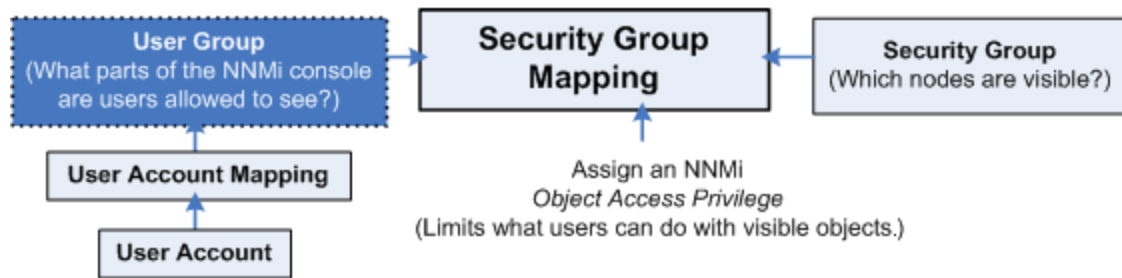 User Group
(What parts of the NNMi console
are users allowed to see?)
User Account Mapping
User Account
Security Group
Mapping
Assign an NNMi
Object Access Privilege
(Limits what users can do with visible objects.)
Security Group
(Which nodes are visible?)